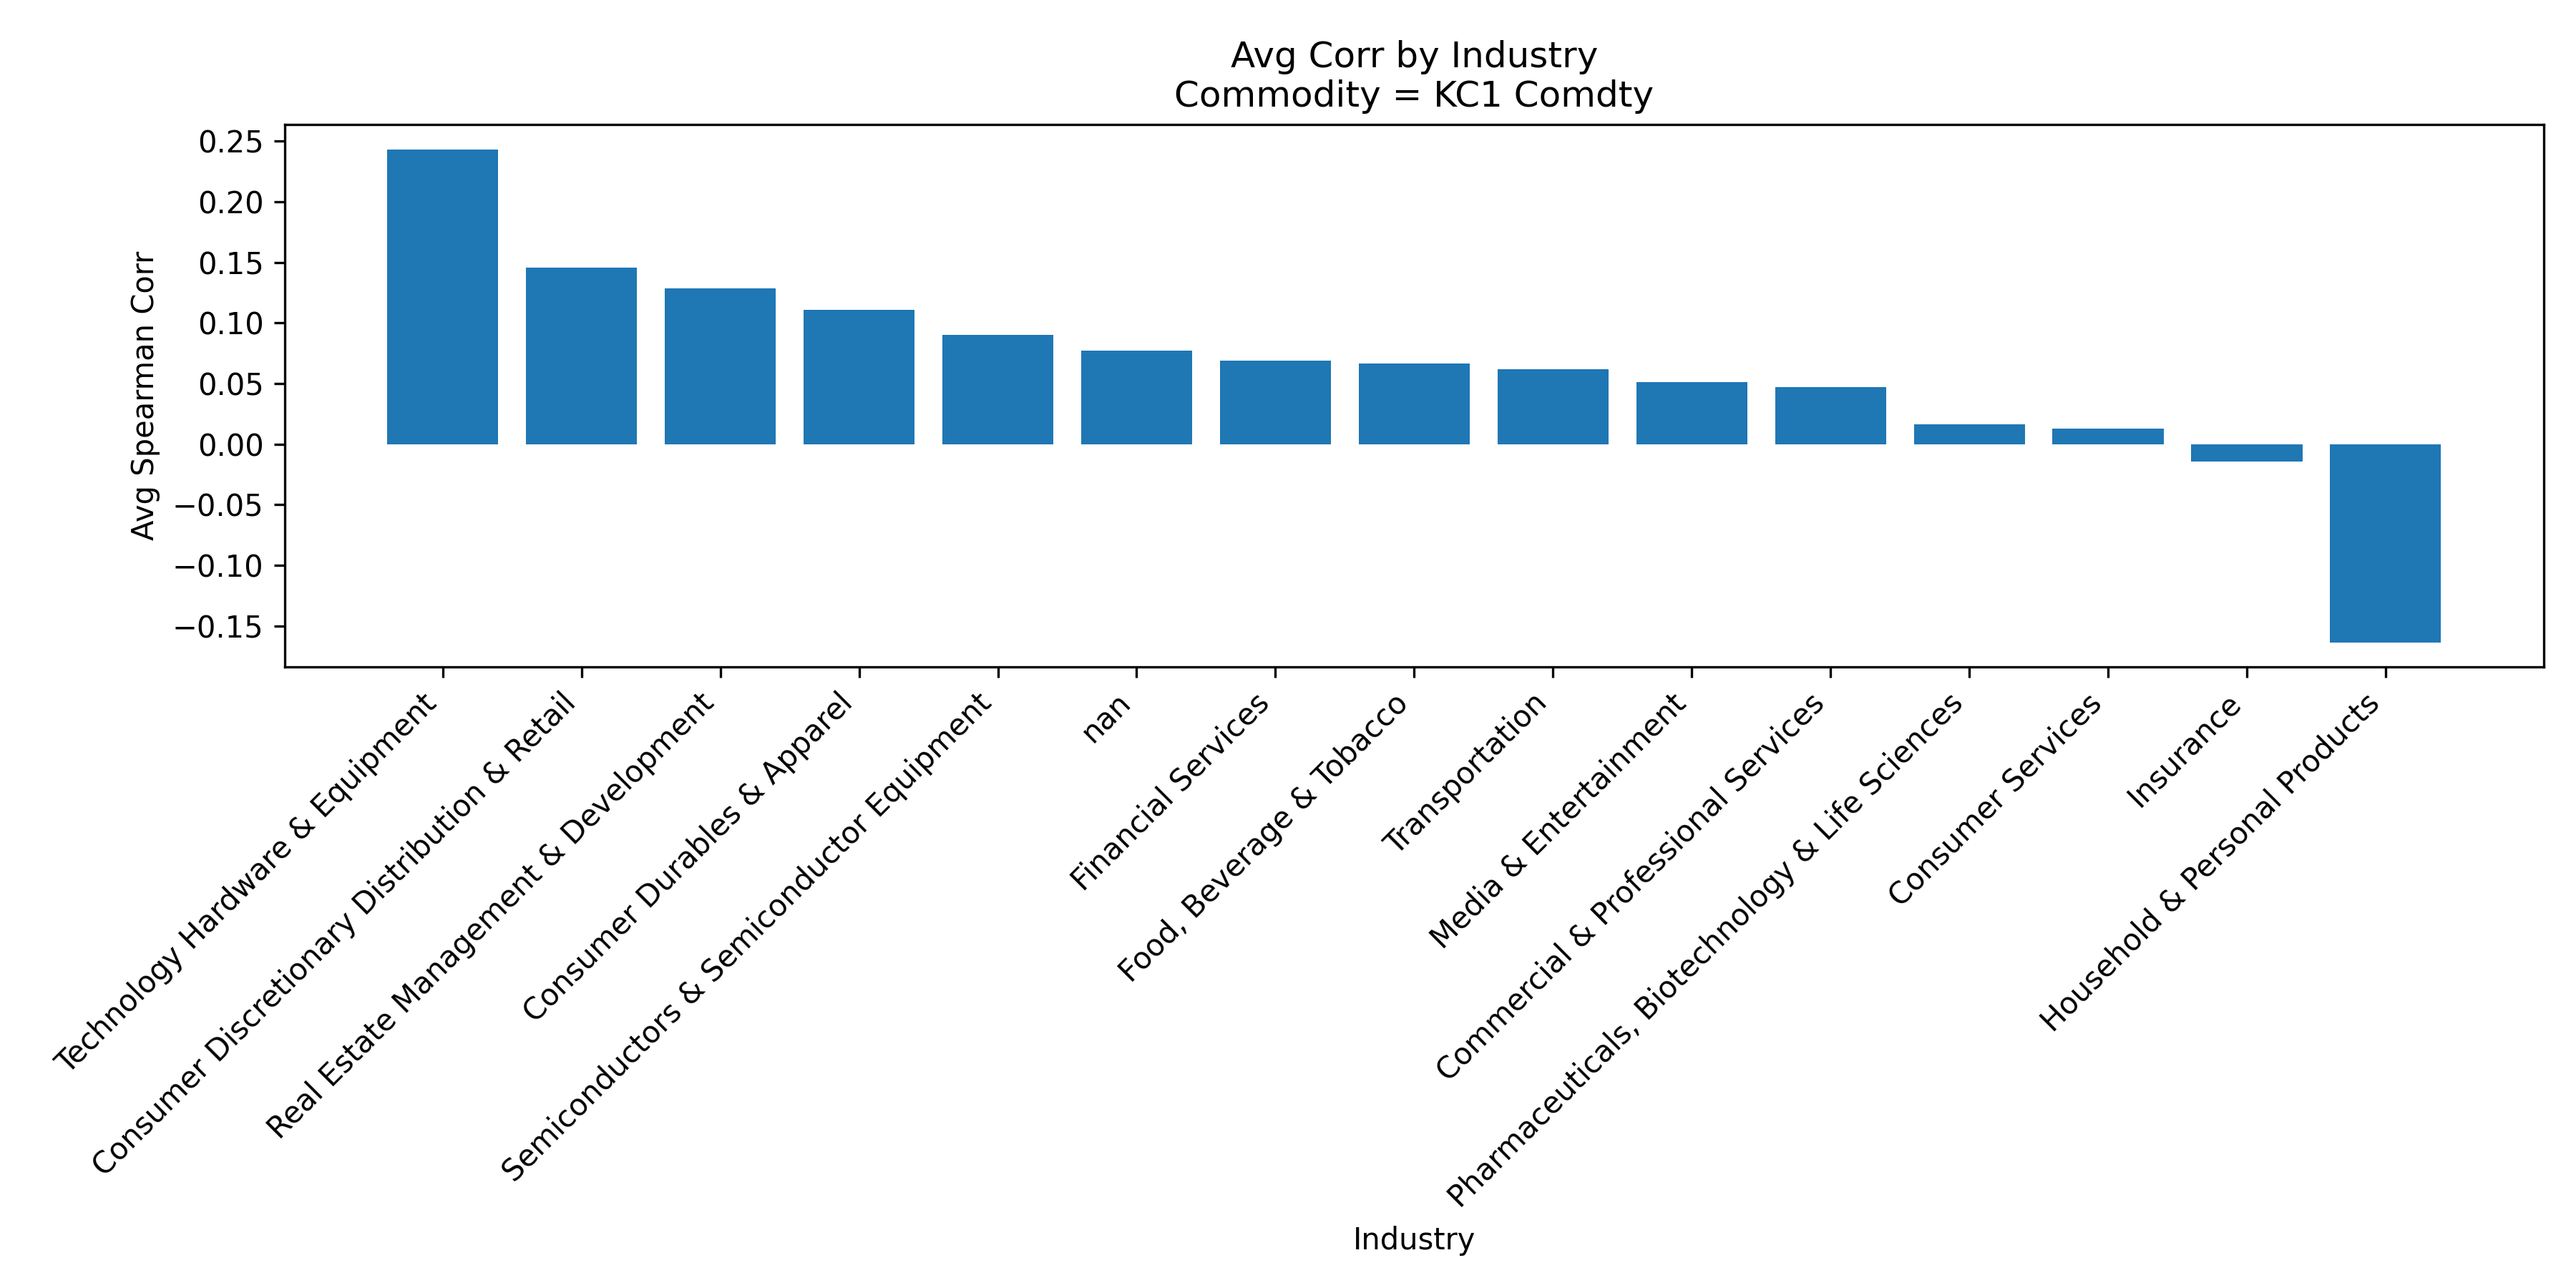 Avg Corr by Industry
Commodity = KC1 Comdty
Avg Spearman Corr
0.25
0.20
0.15
0.10
0.05
0.00
−0.05
−0.10
−0.15
Technology Hardware & Equipment
Consumer Discretionary Distribution & Retail
Real Estate Management & Development
Consumer Durables & Apparel
Semiconductors & Semiconductor Equipment
nan
Financial Services
Food, Beverage & Tobacco
Transportation
Media & Entertainment
Commercial & Professional Services
Pharmaceuticals, Biotechnology & Life Sciences
Consumer Services
Insurance
Household & Personal Products
Industry